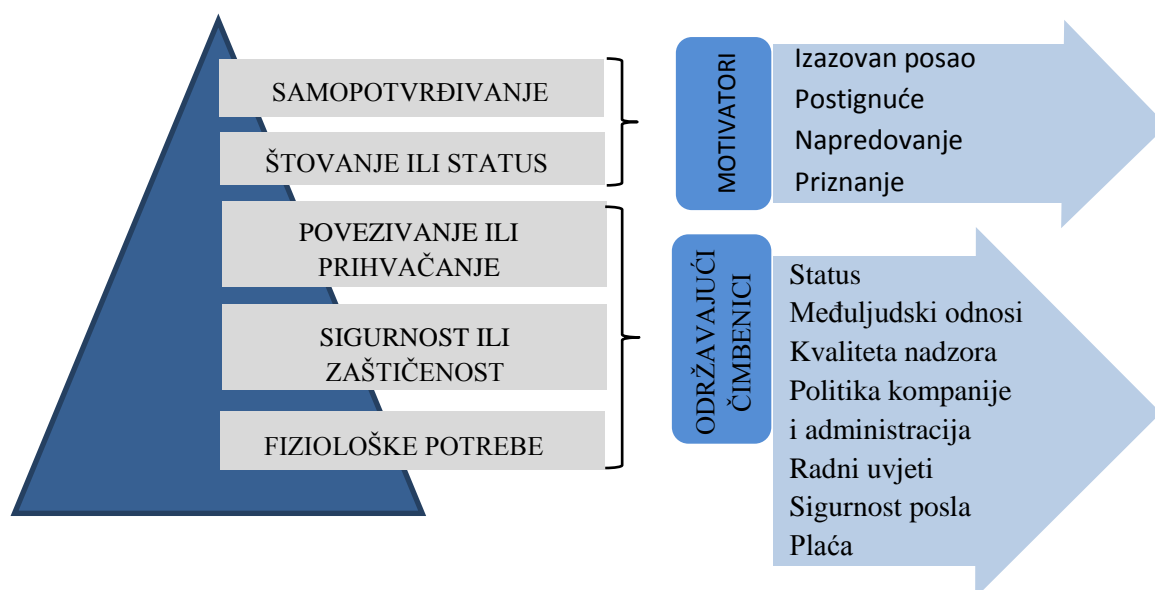 SAMOPOTVRĐIVANJE
ŠTOVANJE ILI STATUS
POVEZIVANJE ILI
PRIHVAČANJE
SIGURNOST ILI
ZAŠTIČENOST
FIZIOLOŠKE POTREBE
MOTIVATORI
Izazovan posao
Postignuće
Napredovanje
Priznanje
ODRŽAVAJUĆI
ČIMBENICI
Status
Međuljudski odnosi
Kvaliteta nadzora
Politika kompanije
i administracija
Radni uvjeti
Sigurnost posla
Plaća